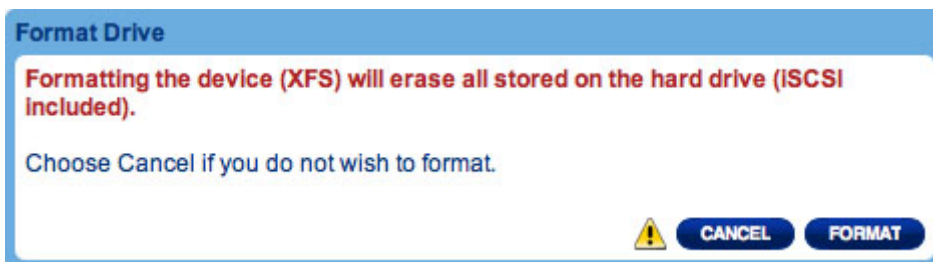 Format Drive
Formatting the device (XFS) will erase all stored on the hard drive (iSCSI
included).
Choose Cancel if you do not wish to format.
CANCEL FORMAT